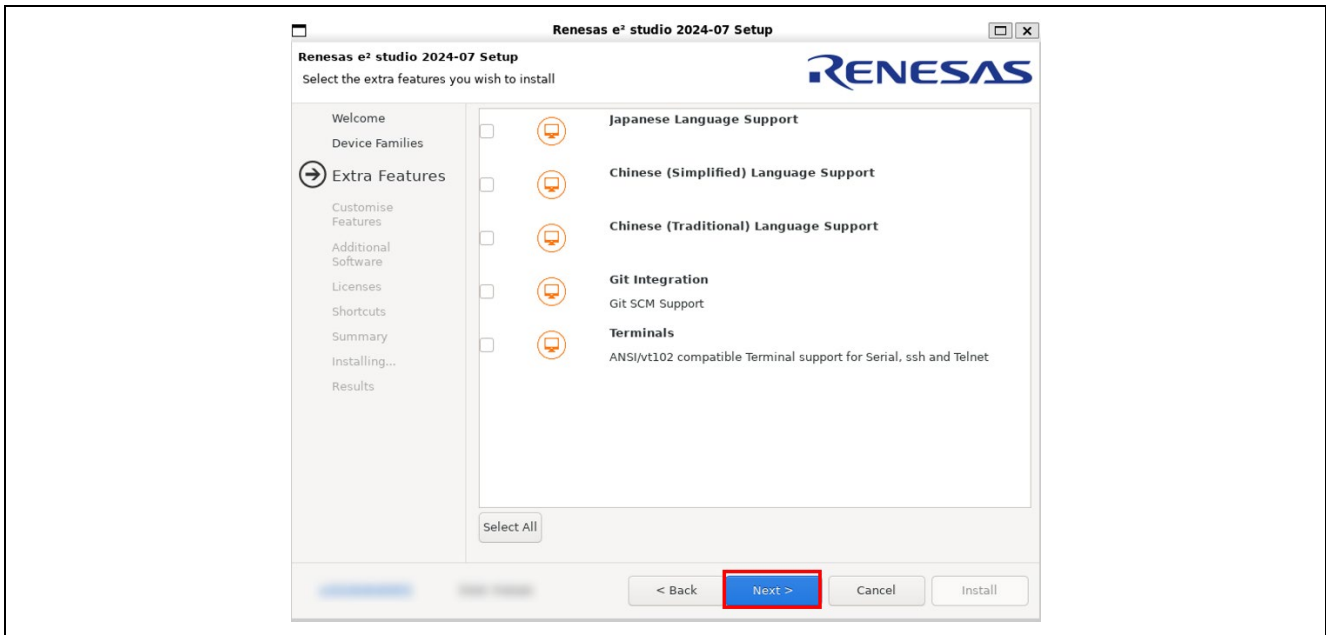 Renesas e² studio 2024-07 Setup
Renesas e² studio 2024-07 Setup
Select the extra features you wish to install
RENESAS
Welcome
Device Families
Extra Features
Customise
Features
Additional
Software
Licenses
Shortcuts
Summary
Installing...
Results
Japanese Language Support
Chinese (Simplified) Language Support
Chinese (Traditional) Language Support
Git Integration
Git SCM Support
Terminals
ANSI/vt102 compatible Terminal support for Serial, ssh and Telnet
Select All
< Back
Next >
Cancel
Install